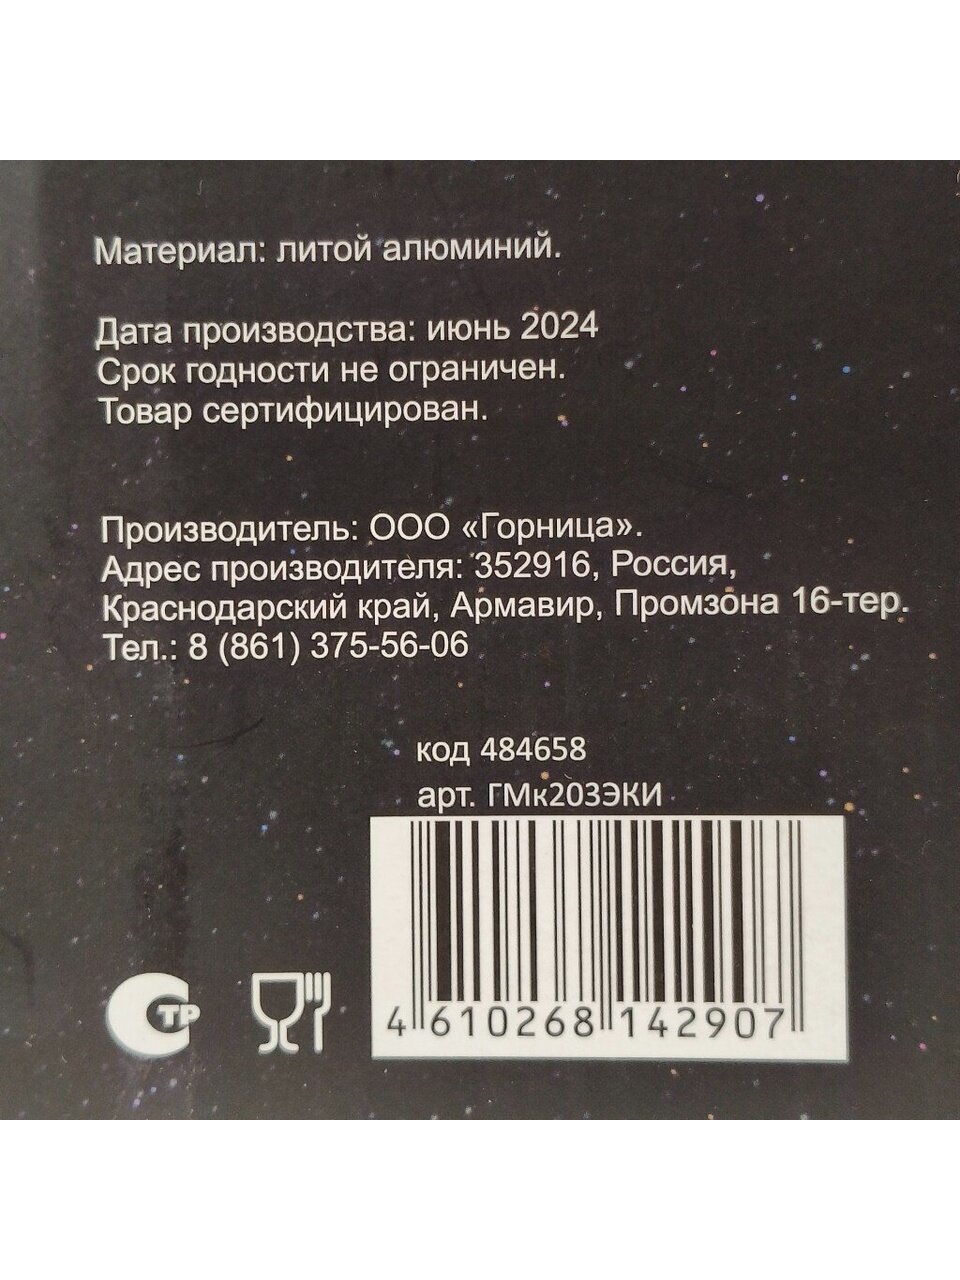 Материал: литой алюминий.
Дата производства: июнь 2024
Срок годности не ограничен.
Товар сертифицирован.
Производитель: ООО «Горница».
Адрес производителя: 352916, Россия,
Краснодарский край, Армавир, Промзона 16-тер.
Тел.: 8 (861) 375-56-06
код 484658
арт. ГМк203ЭКИ
ТР
4 610268 142907